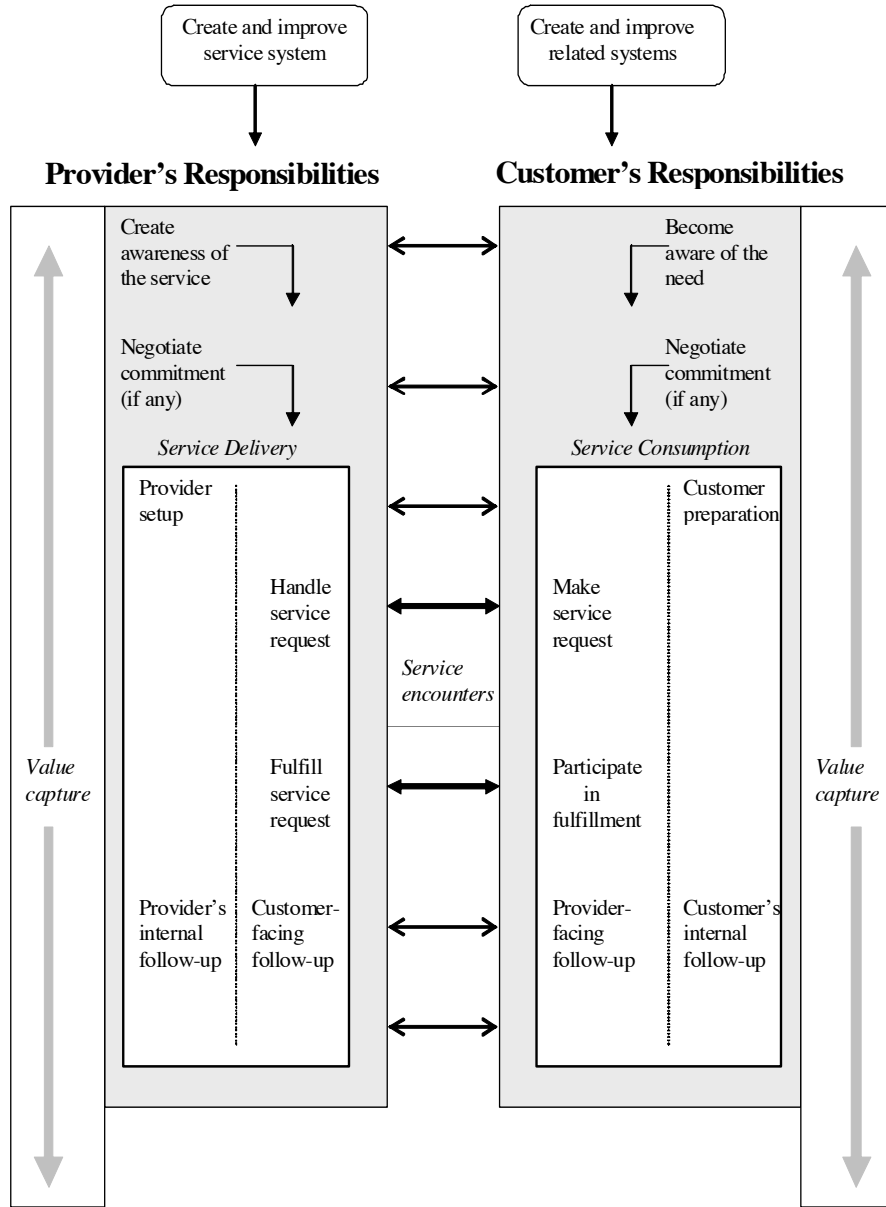 Create and improve
service system
Create and improve
related systems
Provider's Responsibilities
Customer's Responsibilities
Create
awareness of
the service
Become
aware of the
need
Negotiate
commitment
(if any)
Negotiate
commitment
(if any)
Service Delivery
Service Consumption
Provider
setup
Customer
preparation
Handle
service
request
Make
service
request
Service
encounters
Value
capture
Fulfill
service
request
Participate
in
fulfillment
Value
capture
Provider's
internal
follow-up
Customer-
facing
follow-up
Provider-
facing
follow-up
Customer's
internal
follow-up